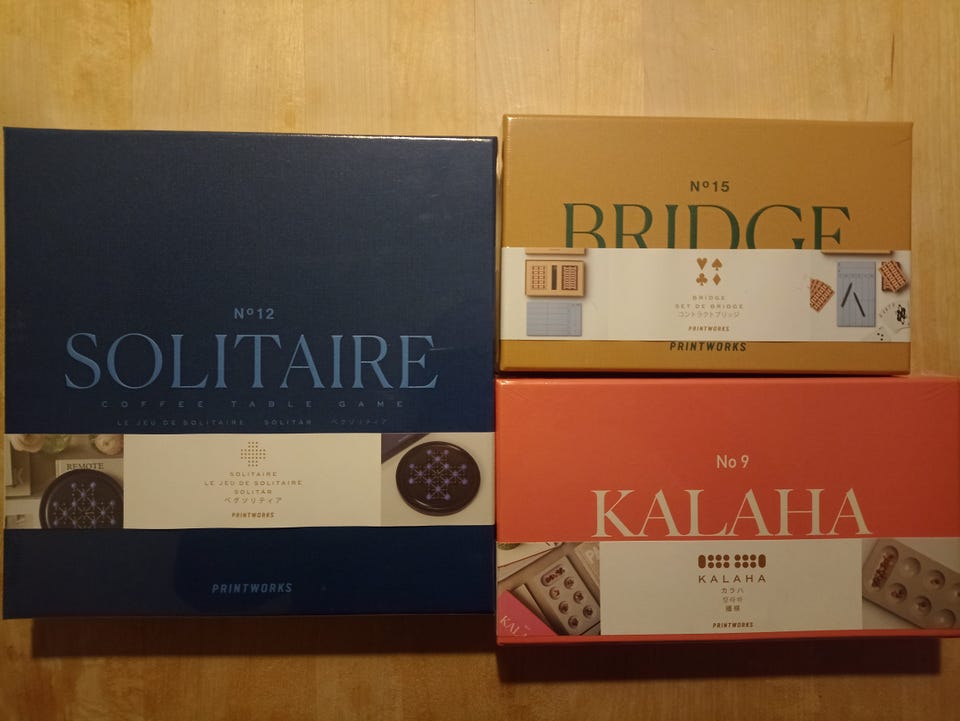 Nº12
SOLITAIRE
COFFEE TABLE GAME
LE JEU DE SOLITAIRE SOLITÄR ペグソリティア
REMOTE
SOLITAIRE
LE JEU DE SOLITAIRE
SOLITÄR
ペグソリティア
PRINTWORKS
PRINTWORKS
Nº15
BRIDGE
BRIDGE
SET DE BRIDGE
コントラクトブリッジ
PRINTWORKS
PRINTWORKS
No 9
KALAHA
KALAHA
カラハ
PRINTWORKS